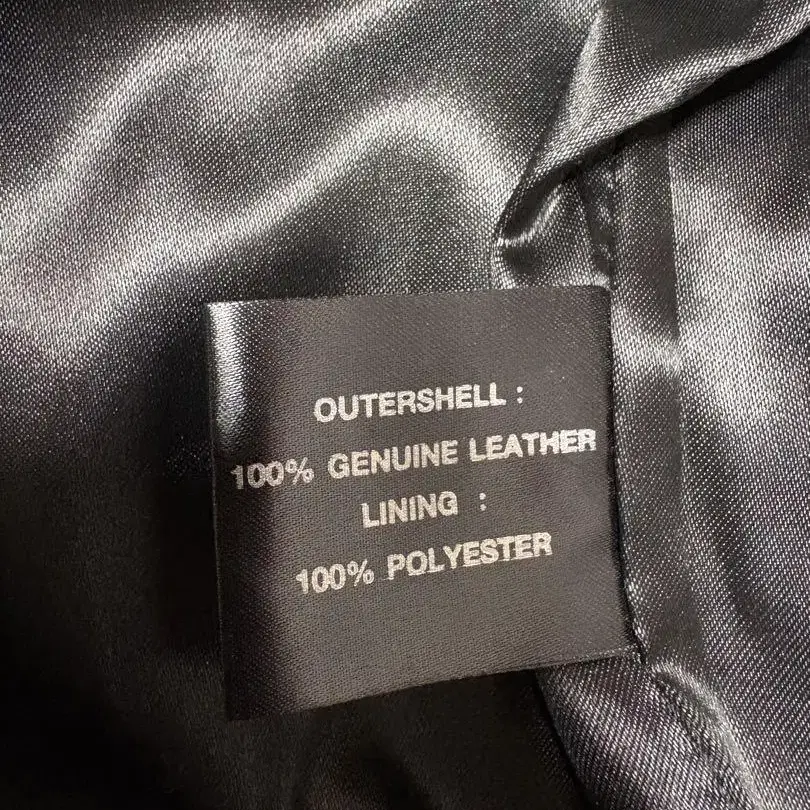 OUTERSHELL :
100% GENUINE LEATHER
LINING :
100% POLYESTER